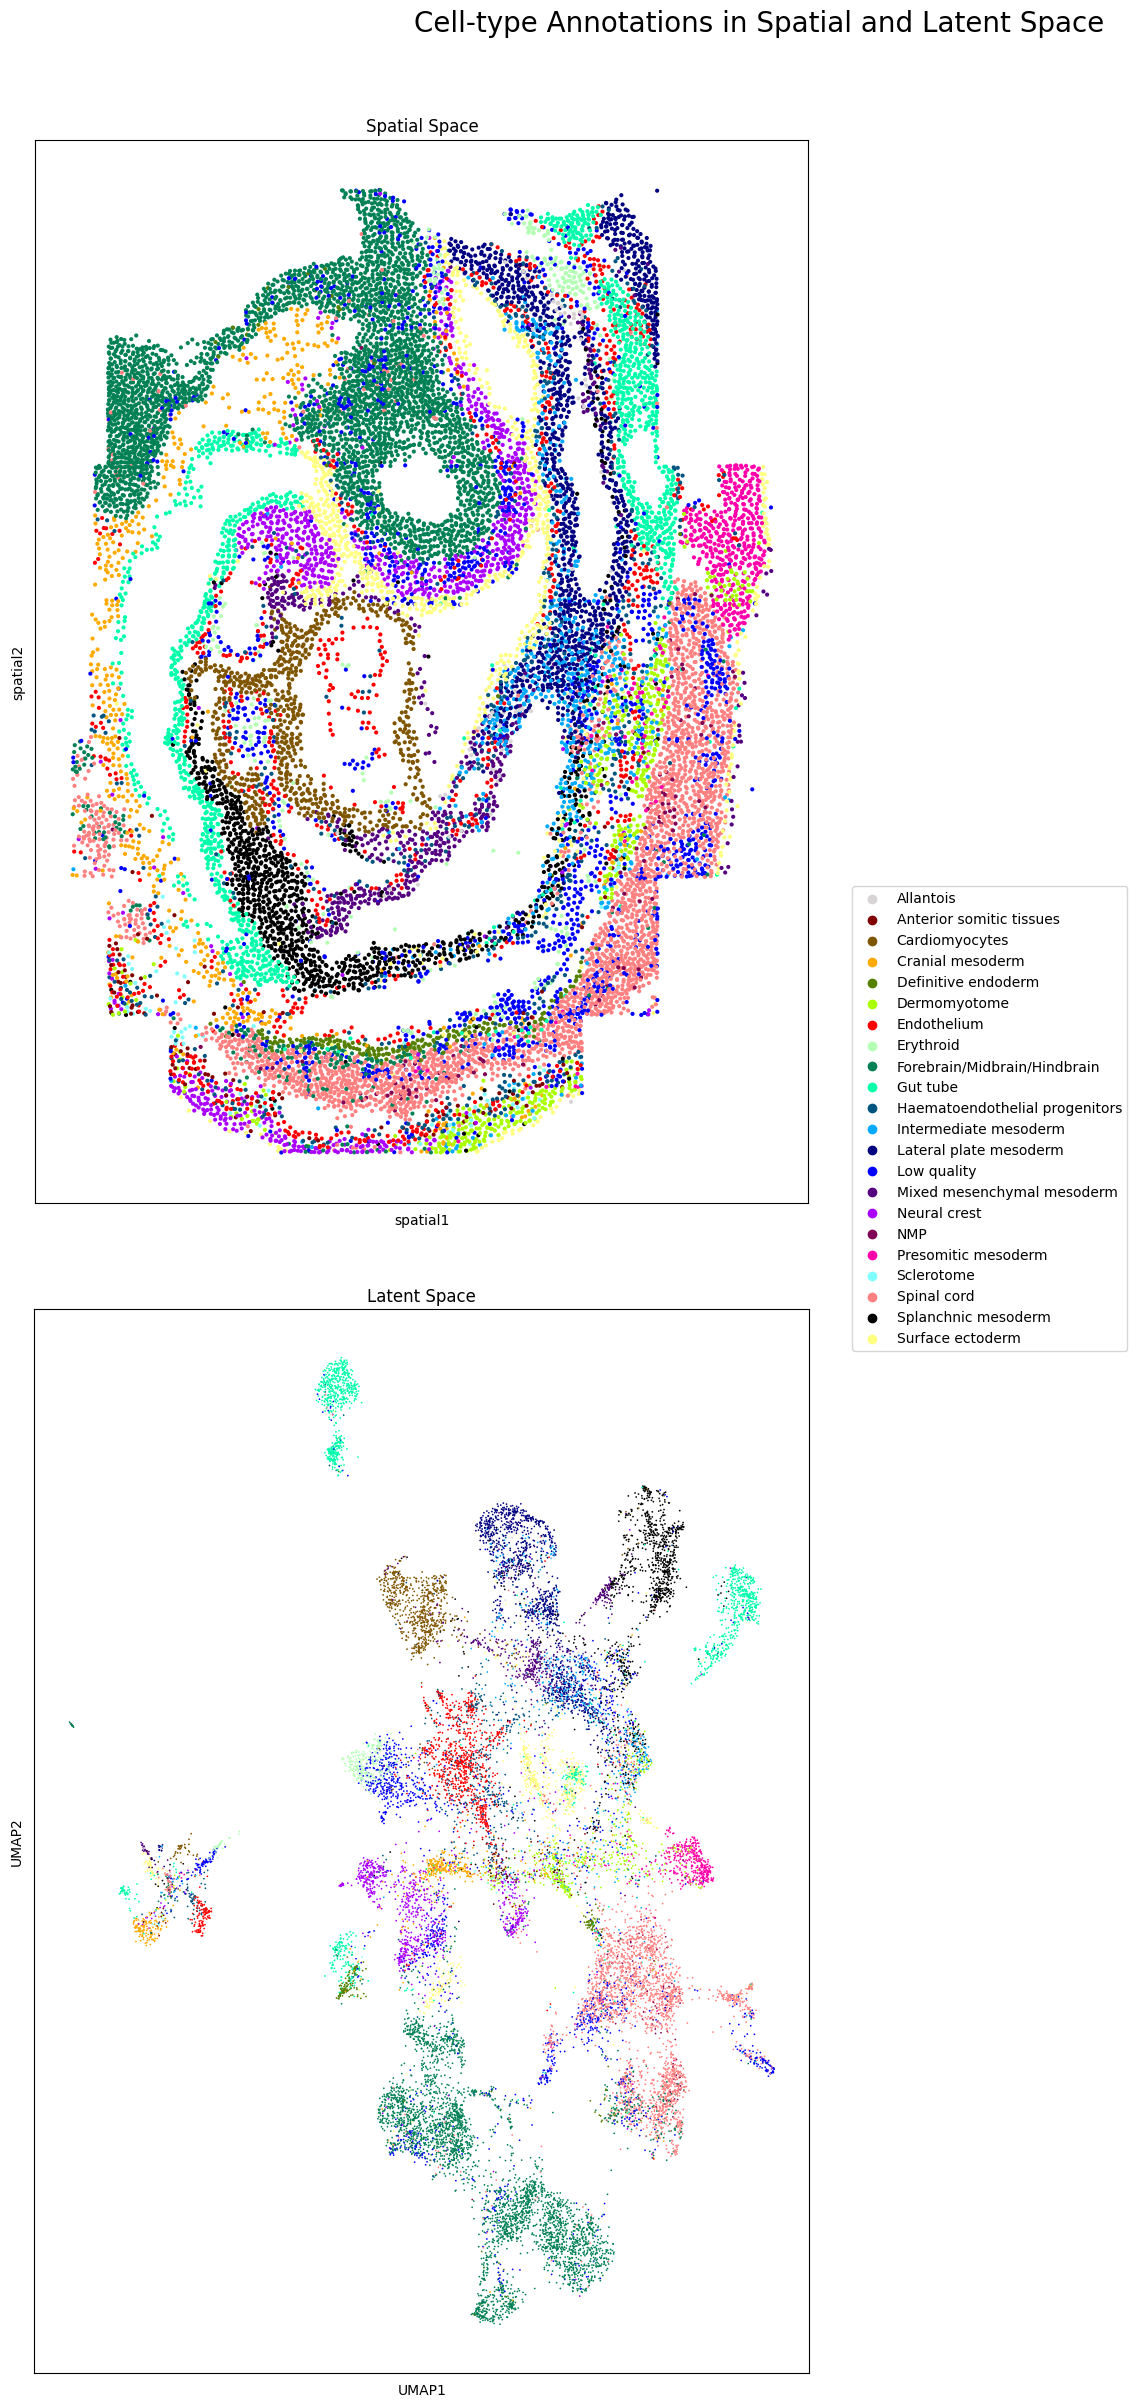 Cell-type Annotations in Spatial and Latent Space
Spatial Space
spatial2
spatial1
Allantois
Anterior somitic tissues
Cardiomyocytes
Cranial mesoderm
Definitive endoderm
Dermomyotome
Endothelium
Erythroid
Forebrain/Midbrain/Hindbrain
Gut tube
Haematoendothelial progenitors
Intermediate mesoderm
Lateral plate mesoderm
Low quality
Mixed mesenchymal mesoderm
Neural crest
NMP
Presomitic mesoderm
Sclerotome
Spinal cord
Splanchnic mesoderm
Surface ectoderm
Latent Space
UMAP2
UMAP1